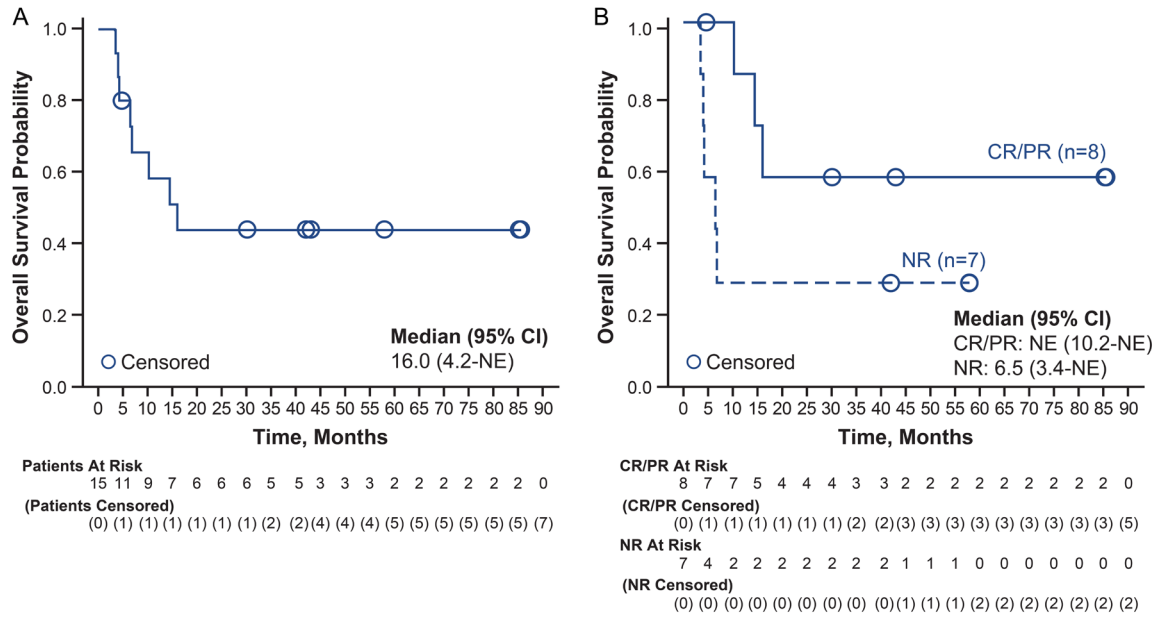 A
1.0
0.8
0.6
0.4
0.2
0.0
Overall Survival Probability
Censored
Median (95% CI)
16.0 (4.2-NE)
0 5 10 15 20 25 30 35 40 45 50 55 60 65 70 75 80 85 90
Time, Months
Patients At Risk
15 11 9 7 6 6 6 5 5 3 3 3 2 2 2 2 2 2 0
(Patients Censored)
(0) (1) (1) (1) (1) (1) (1) (2) (2) (4) (4) (4) (5) (5) (5) (5) (5) (5) (7)
B
1.0
0.8
0.6
0.4
0.2
0.0
Overall Survival Probability
CR/PR (n=8)
NR (n=7)
Censored
Median (95% CI)
CR/PR: NE (10.2-NE)
NR: 6.5 (3.4-NE)
0 5 10 15 20 25 30 35 40 45 50 55 60 65 70 75 80 85 90
Time, Months
CR/PR At Risk
8 7 7 5 4 4 4 3 3 2 2 2 2 2 2 2 2 2 0
(CR/PR Censored)
(0) (1) (1) (1) (1) (1) (1) (2) (2) (3) (3) (3) (3) (3) (3) (3) (3) (3) (5)
NR At Risk
7 4 2 2 2 2 2 2 2 1 1 1 0 0 0 0 0 0 0
(NR Censored)
(0) (0) (0) (0) (0) (0) (0) (0) (0) (1) (1) (1) (2) (2) (2) (2) (2) (2) (2)